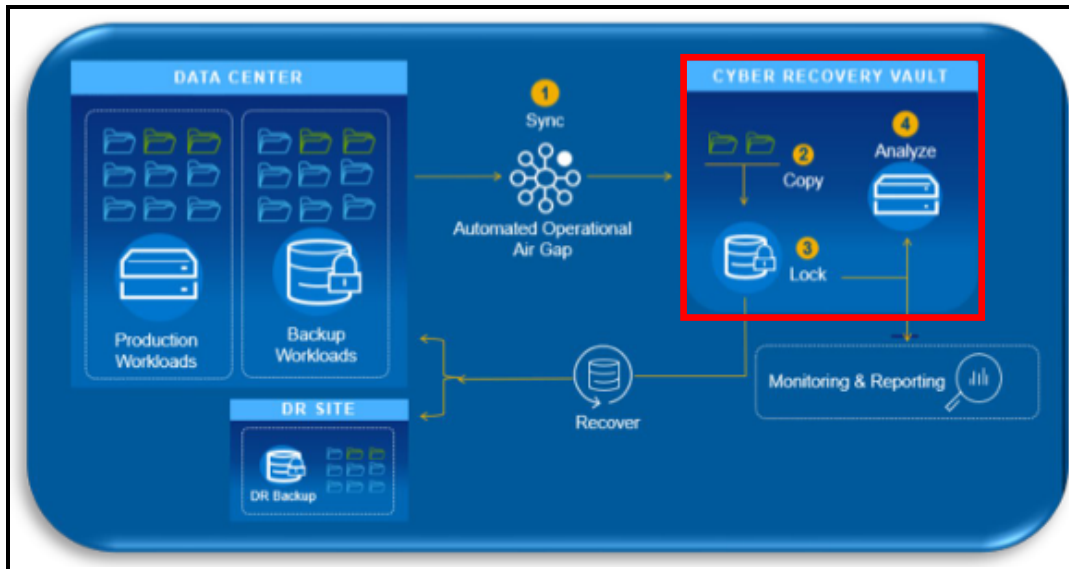 DATA CENTER
Production
Workloads
Backup
Workloads
1
Sync
Automated Operational
Air Gap
CYBER RECOVERY VAULT
2
Copy
3
Lock
4
Analyze
Monitoring & Reporting
Recover
DR SITE
DR Backup